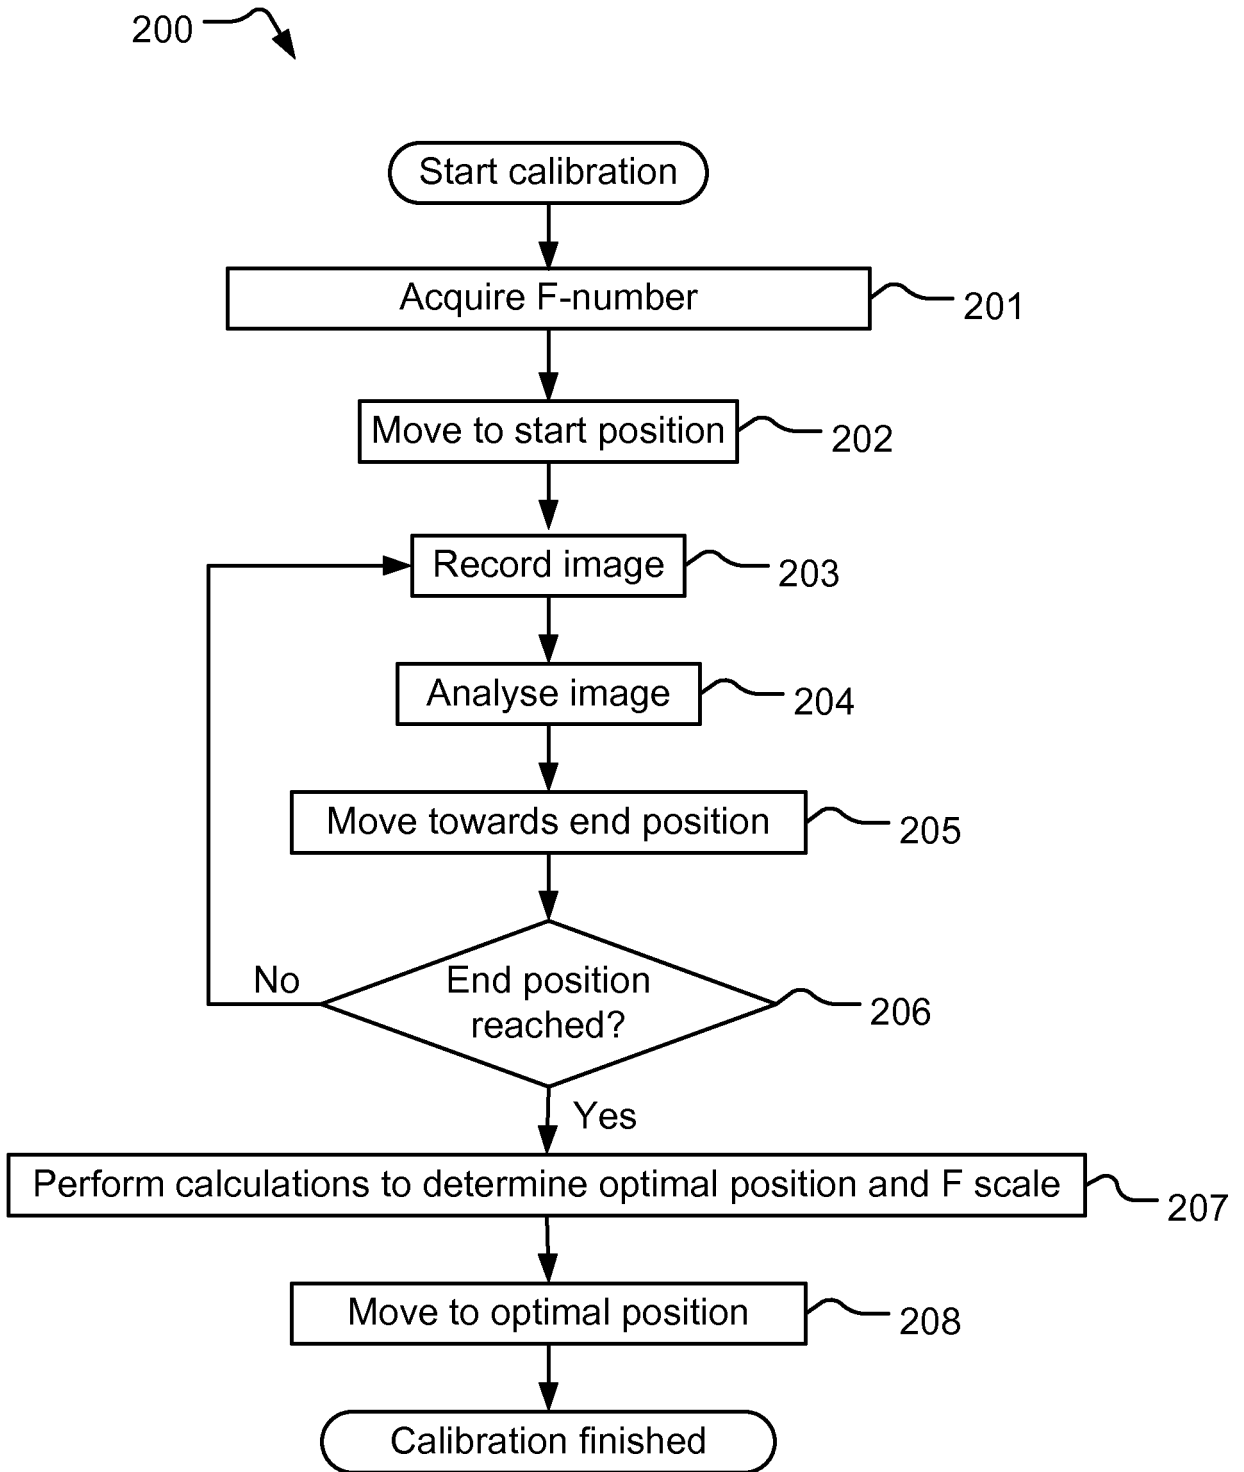 200
Start calibration
Acquire F-number
201
Move to start position
202
Record image
203
Analyse image
204
Move towards end position
205
No
End position
reached?
206
Yes
Perform calculations to determine optimal position and F scale
207
Move to optimal position
208
Calibration finished